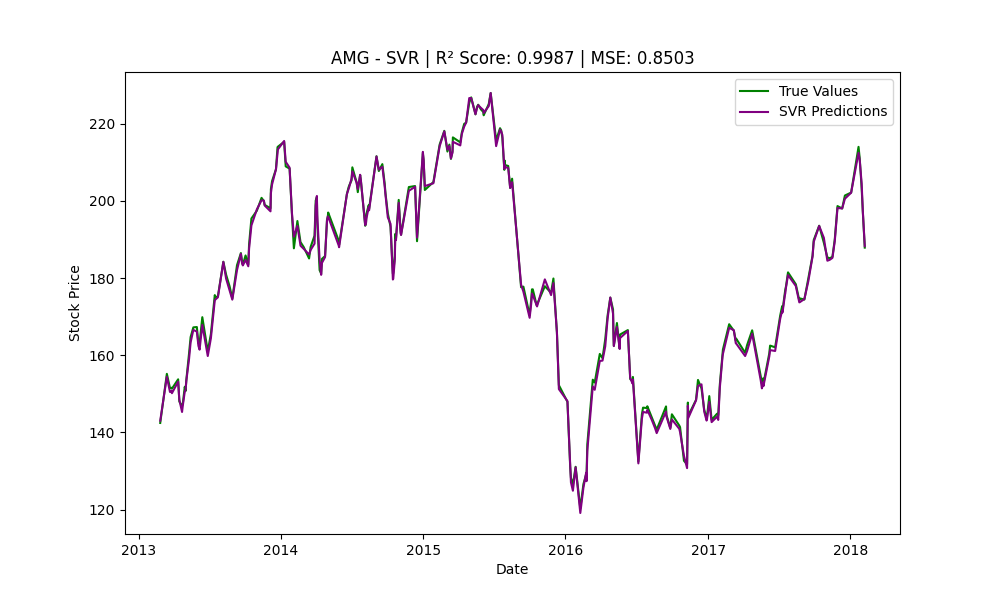 AMG - SVR | R² Score: 0.9987 | MSE: 0.8503
True Values
SVR Predictions
Stock Price
220
200
180
160
140
120
2013 2014 2015 2016 2017 2018
Date